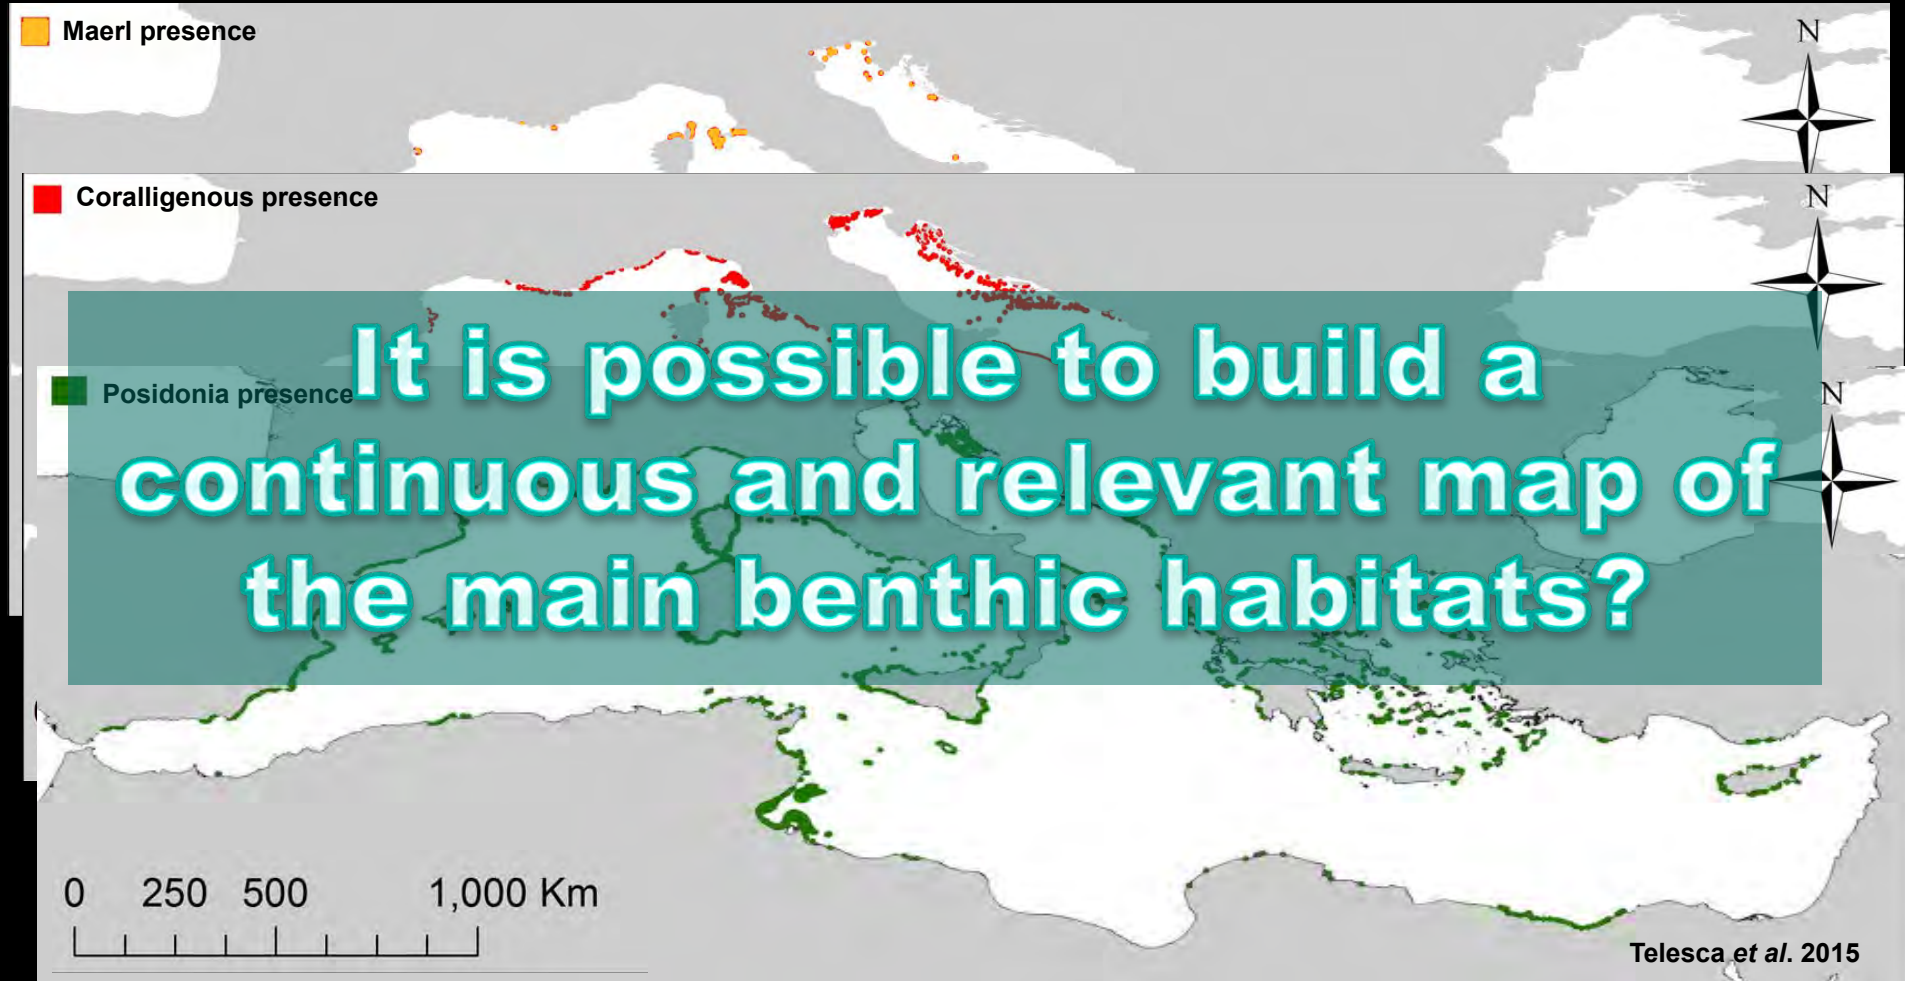 Maerl presence
N
Coralligenous presence
N
Posidonia presence
N
It is possible to build a
continuous and relevant map of
the main benthic habitats?
0 250 500 1,000 Km
Telesca et al. 2015